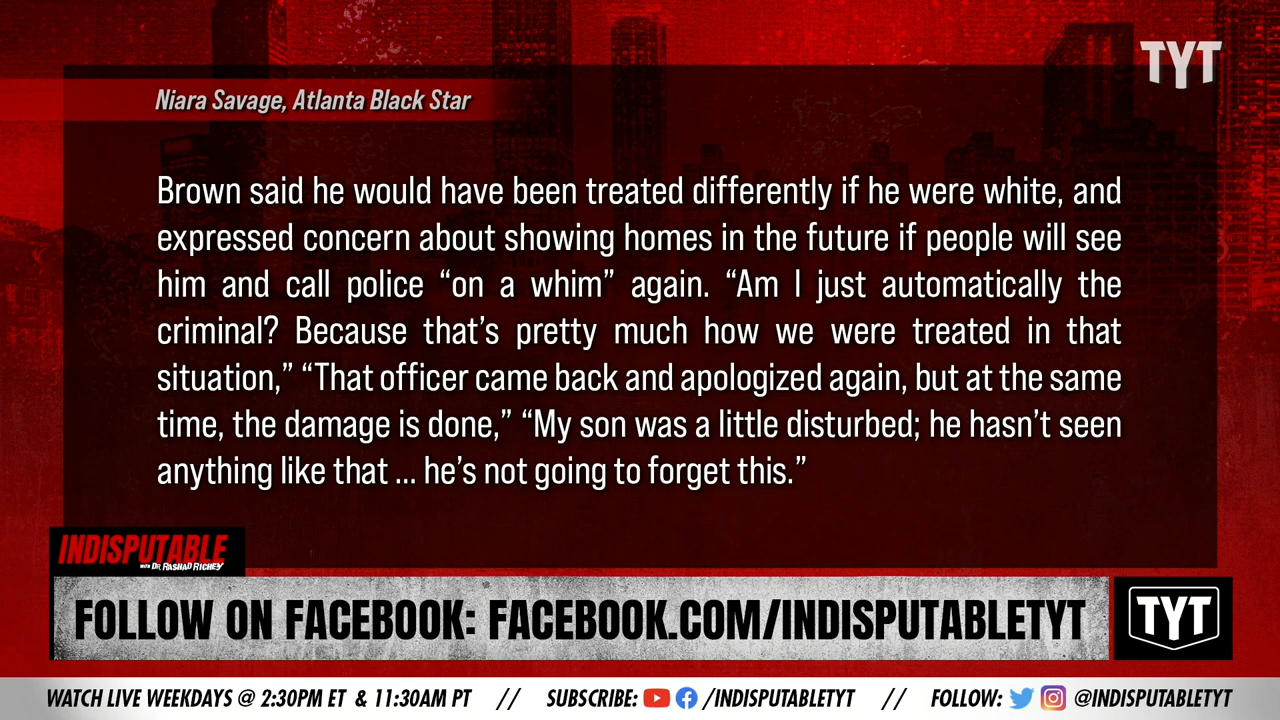 TYT
Niara Savage, Atlanta Black Star
Brown said he would have been treated differently if he were white, and
expressed concern about showing homes in the future if people will see
him and call police “on a whim” again. “Am I just automatically the
criminal? Because that’s pretty much how we were treated in that
situation,” “That officer came back and apologized again, but at the same
time, the damage is done,” “My son was a little disturbed; he hasn’t seen
anything like that ... he’s not going to forget this.”
INDISPUTABLE
WITH DR. RASHAD RICHEY
FOLLOW ON FACEBOOK: FACEBOOK.COM/INDISPUTABLETYT
TYT
WATCH LIVE WEEKDAYS @ 2:30PM ET & 11:30AM PT // SUBSCRIBE: /INDISPUTABLETYT // FOLLOW: @INDISPUTABLETYT